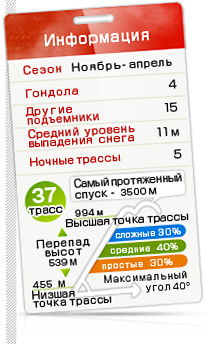 Информация
Сезон Ноябрь- апрель
Гондола 4
Другие
подъемники 15
Средний уровень
выпадения снега 11 м
Ночные трассы 5
37
трасс
Самый протяженный
спуск - 3500 м
994 м
Высшая точка трассы
Перепад
высот
539 м
сложные 30%
средние 40%
простые 30%
455 м
Низшая
точка трассы
Максимальный
угол 40°